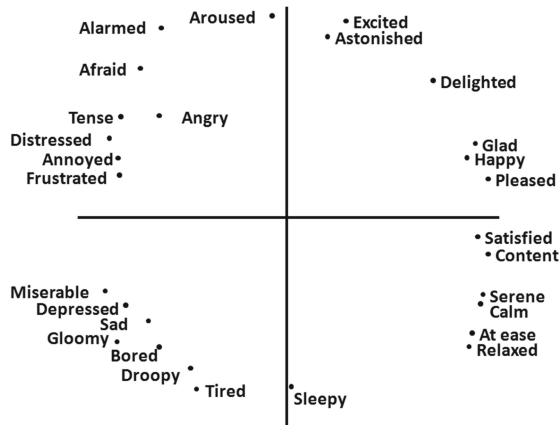 Aroused
Excited
Alarmed
Astonished
Afraid
Delighted
Tense
Angry
Distressed
Glad
Annoyed
Happy
Frustrated
Pleased
Satisfied
Content
Miserable
Serene
Depressed
Calm
Sad
Gloomy
At ease
Bored
Relaxed
Droopy
Tired
Sleepy